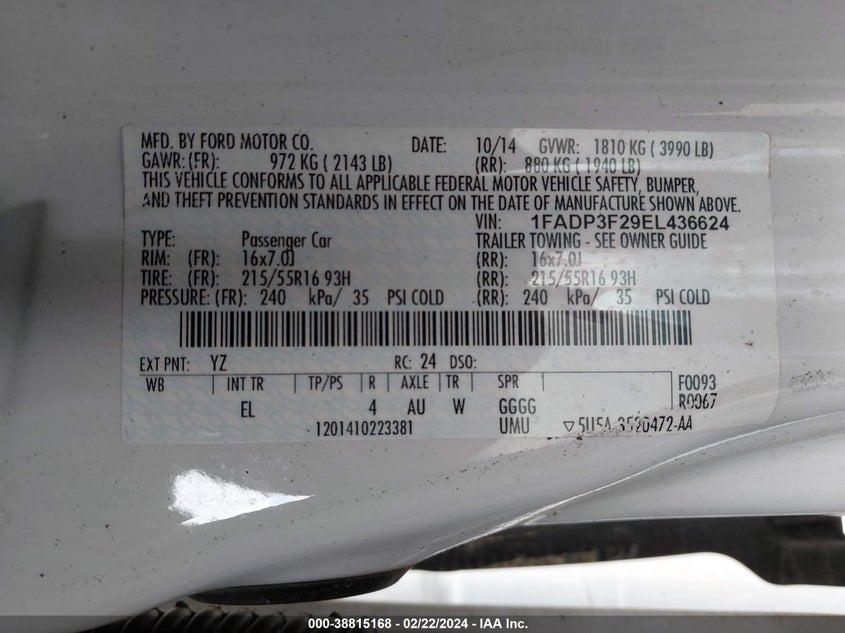 MFD. BY FORD MOTOR CO. DATE: 10/14 GVWR: 1810 KG ( 3990 LB)
GAWR: (FR): 972 KG ( 2143 LB) (RR): 880 KG ( 1940 LB)
THIS VEHICLE CONFORMS TO ALL APPLICABLE FEDERAL MOTOR VEHICLE SAFETY, BUMPER,
AND THEFT PREVENTION STANDARDS IN EFFECT ON THE DATE OF MANUFACTURE SHOWN ABOVE.
VIN: 1FADP3F29EL436624
TYPE: Passenger Car TRAILER TOWING - SEE OWNER GUIDE
RIM: (FR): 16x7.0J (RR): 16x7.0J
TIRE: (FR): 215/55R16 93H (RR): 215/55R16 93H
PRESSURE: (FR): 240 kPa/ 35 PSI COLD (RR): 240 kPa/ 35 PSI COLD
EXT PNT: YZ RC: 24 DSO:
WB INT TR TP/PS R AXLE TR SPR F0093
EL 4 AU W GGGG R0067
1201410223381 UMU ▽ 5U5A-3520472-AA
000-38815168 - 02/22/2024 - IAA Inc.